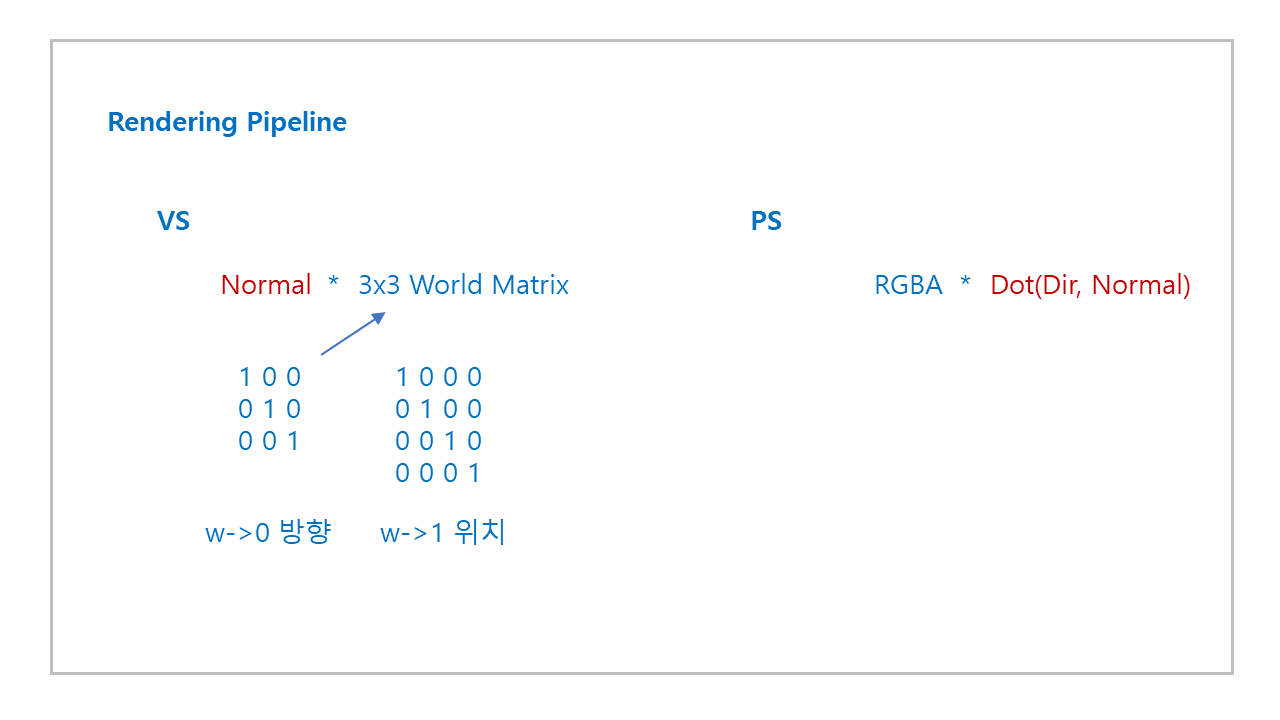 Rendering Pipeline
VS
Normal * 3x3 World Matrix
1 0 0
0 1 0
0 0 1
w->0 방향
1 0 0 0
0 1 0 0
0 0 1 0
0 0 0 1
w->1 위치
PS
RGBA * Dot(Dir, Normal)